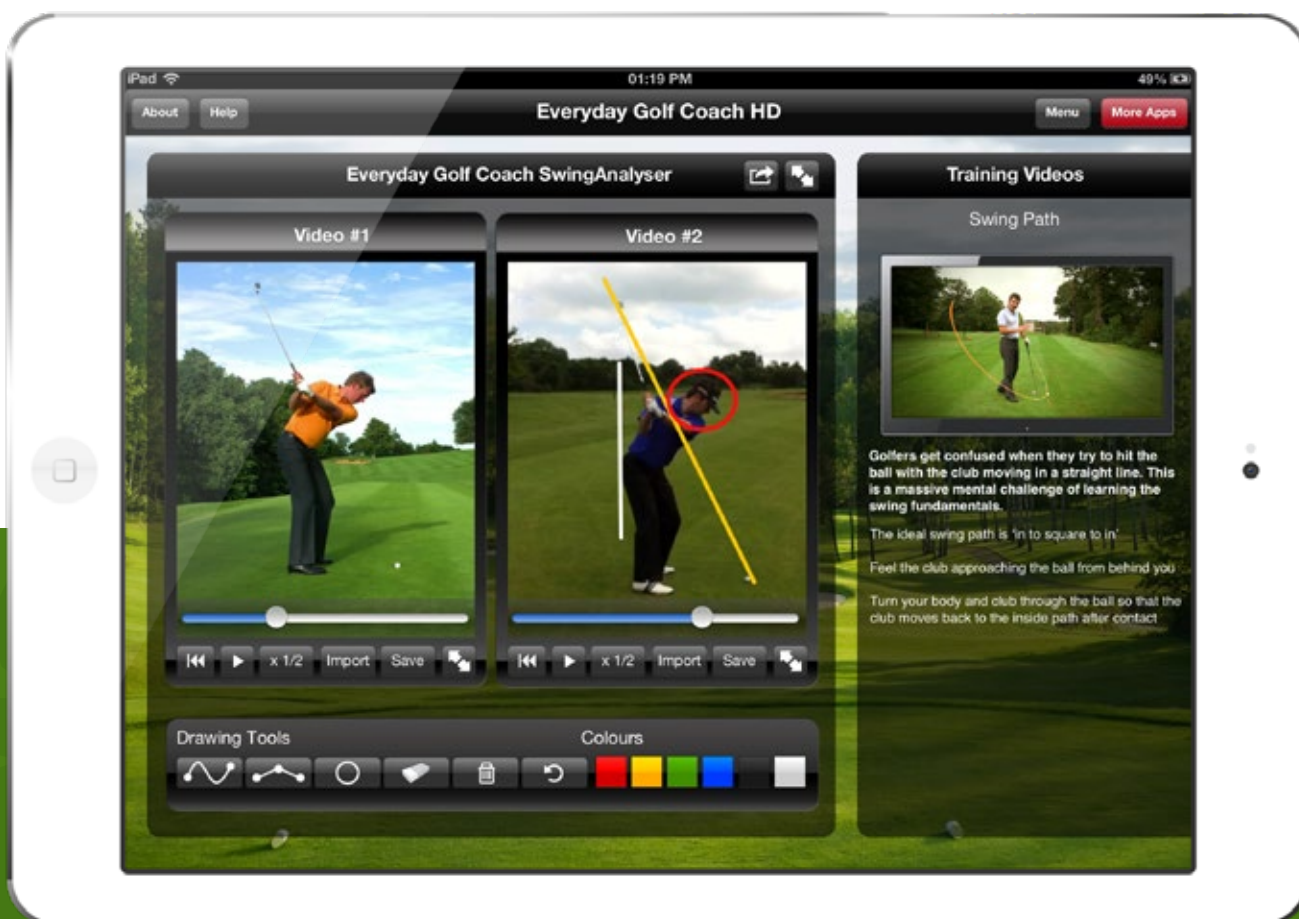 iPad 01:19 PM 49%
About Help Everyday Golf Coach HD Menu More Apps
Everyday Golf Coach SwingAnalyser
Video #1
Video #2
x 1/2 Import Save
x 1/2 Import Save
Drawing Tools
Colours
Training Videos
Swing Path
Golfers get confused when they try to hit the
ball with the club moving in a straight line. This
is a massive mental challenge of learning the
swing fundamentals.
The ideal swing path is 'in to square to in'
Feel the club approaching the ball from behind you
Turn your body and club through the ball so that the
club moves back to the inside path after contact